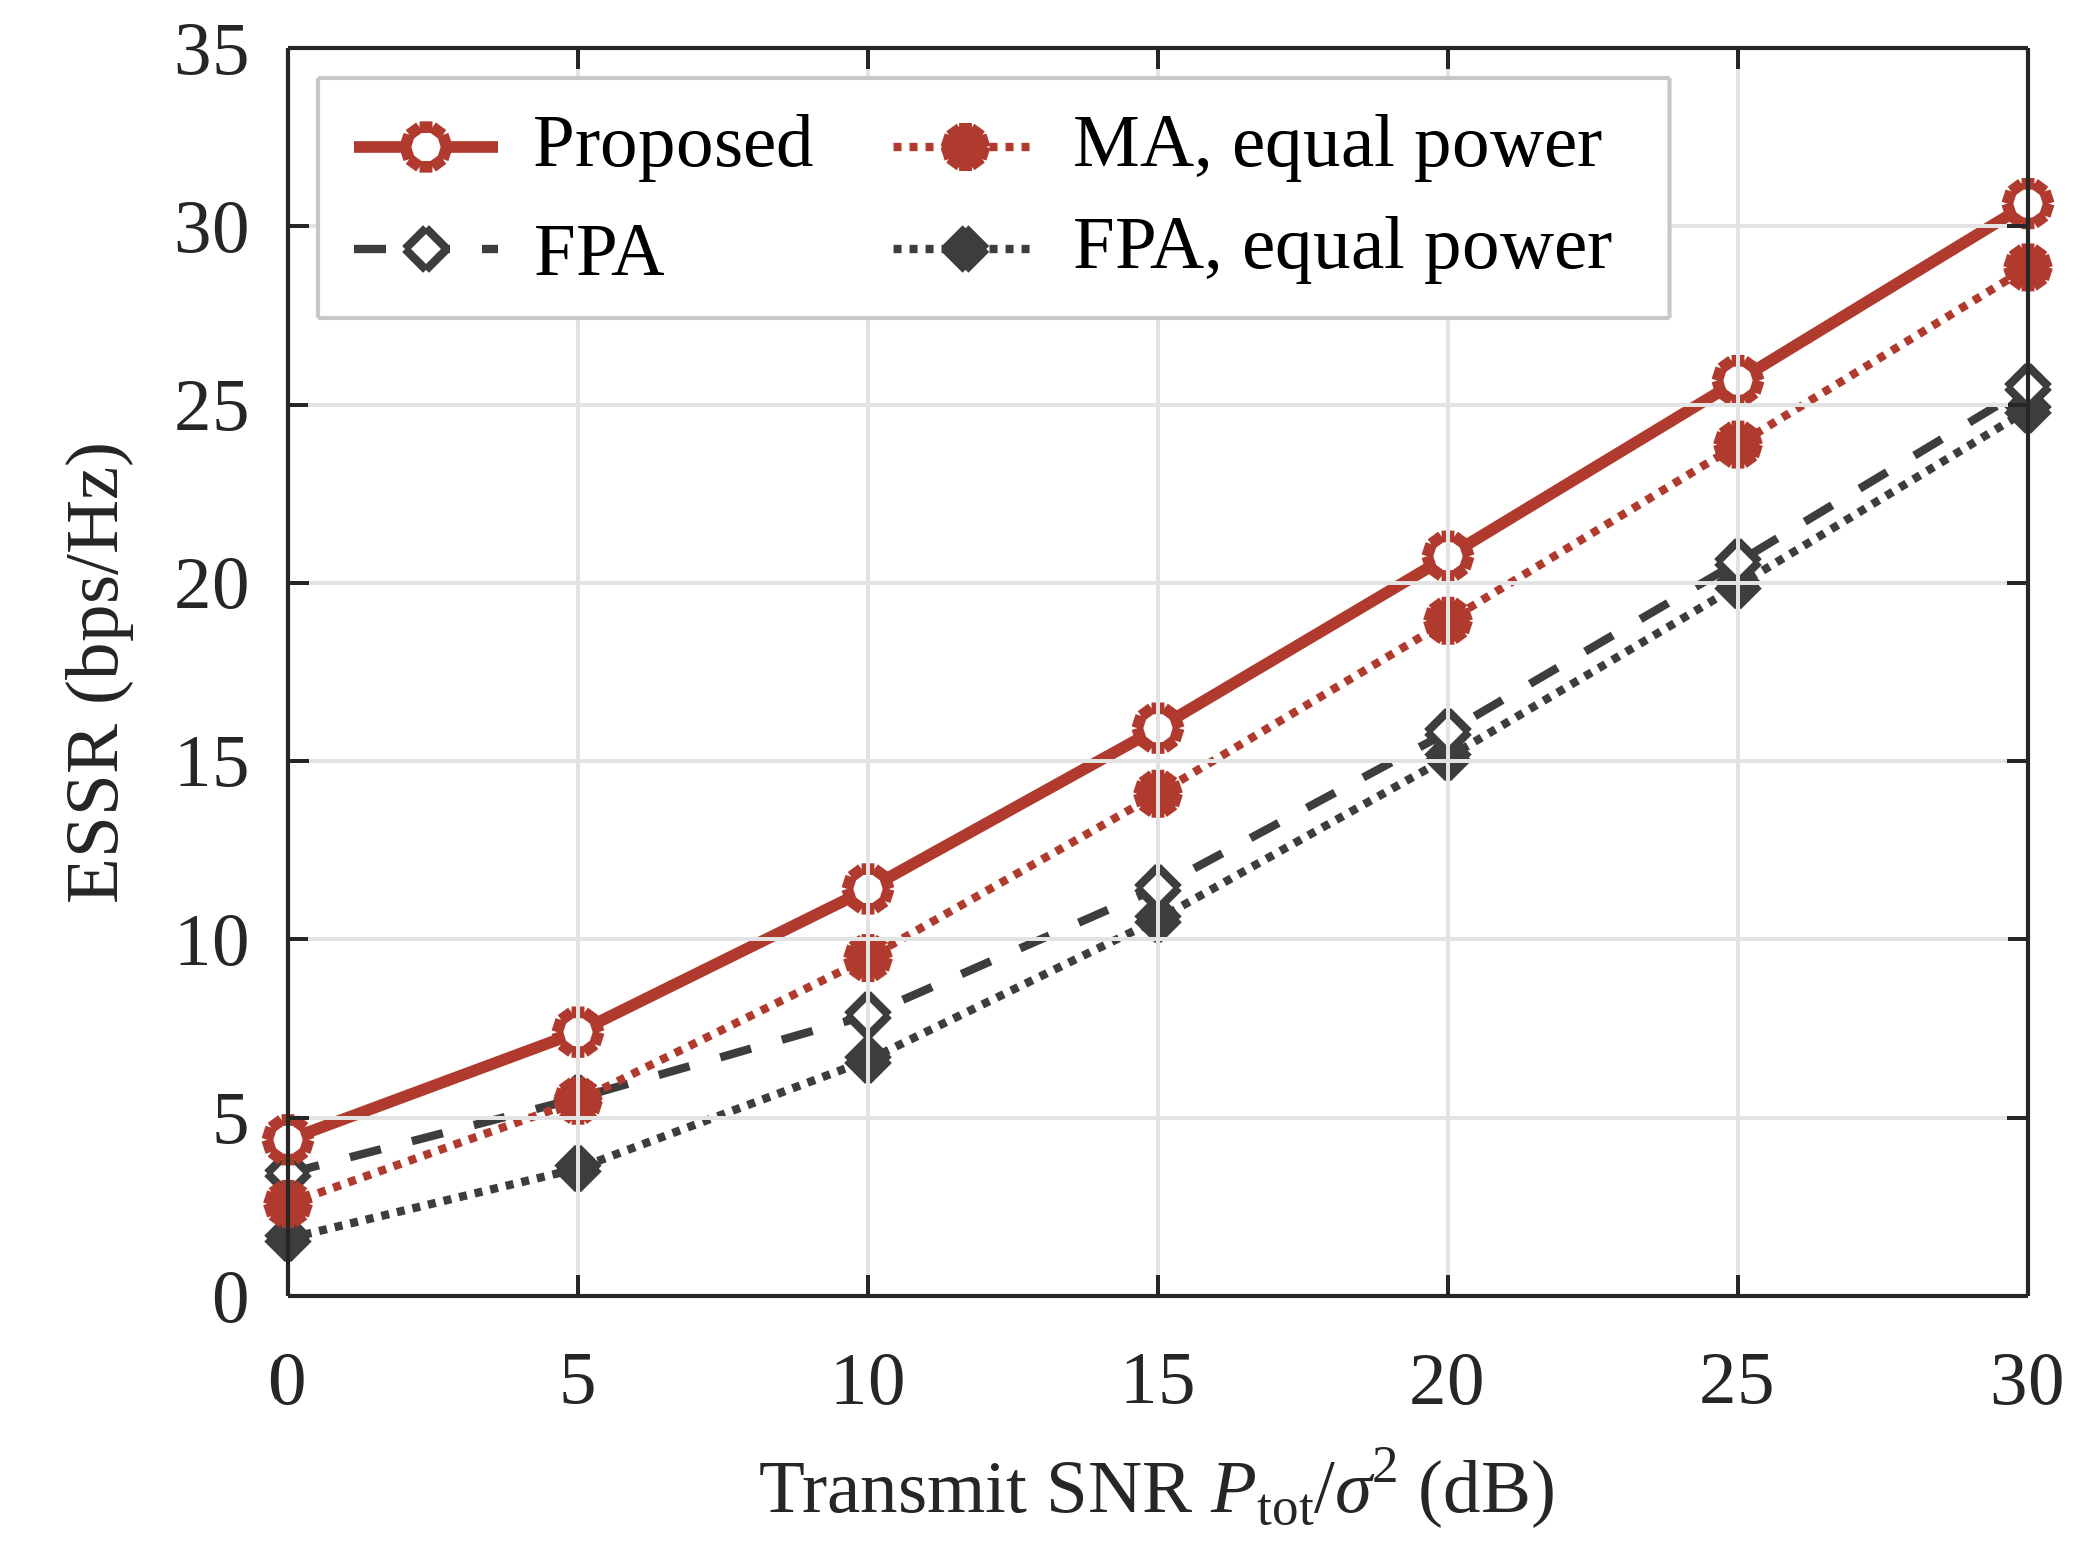 35
30
25
20
15
10
5
0
ESSR (bps/Hz)
Proposed
FPA
MA, equal power
FPA, equal power
0 5 10 15 20 25 30
Transmit SNR P_tot/σ² (dB)